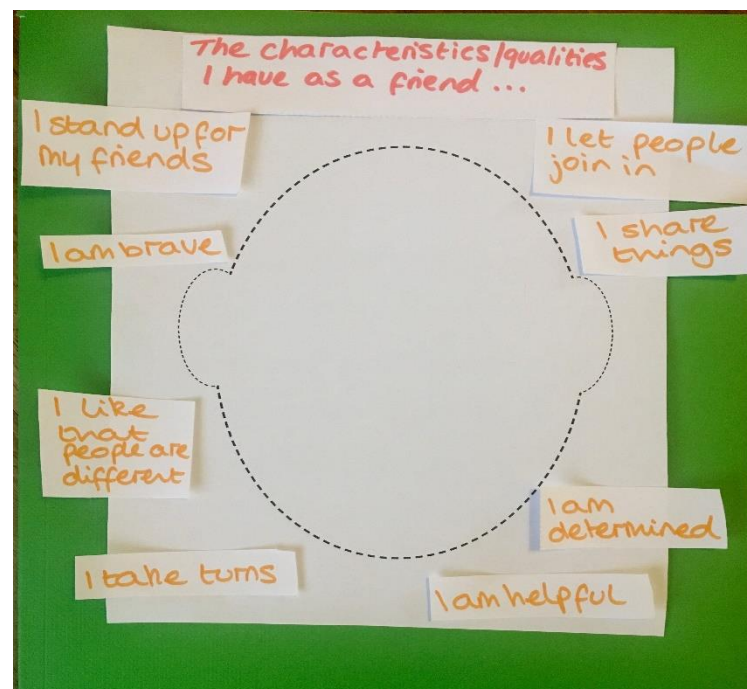 The characteristics/qualities
I have as a friend ...
I stand up for
my friends
I let people
join in
I am brave
I share
things
I like
that
people are
different
I am
determined
I take turns
I am helpful